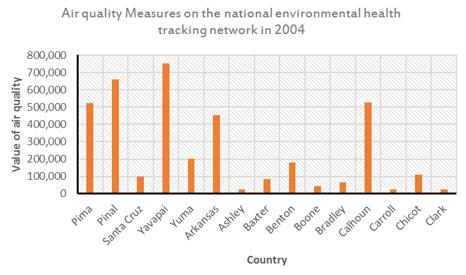 Air quality Measures on the national environmental health
tracking network in 2004
Value of air quality
800,000
700,000
600,000
500,000
400,000
300,000
200,000
100,000
0
Pima
Pinal
Santa Cruz
Yavapai
Yuma
Arkansas
Ashley
Baxter
Benton
Boone
Bradley
Calhoun
Carroll
Chicot
Clark
Country